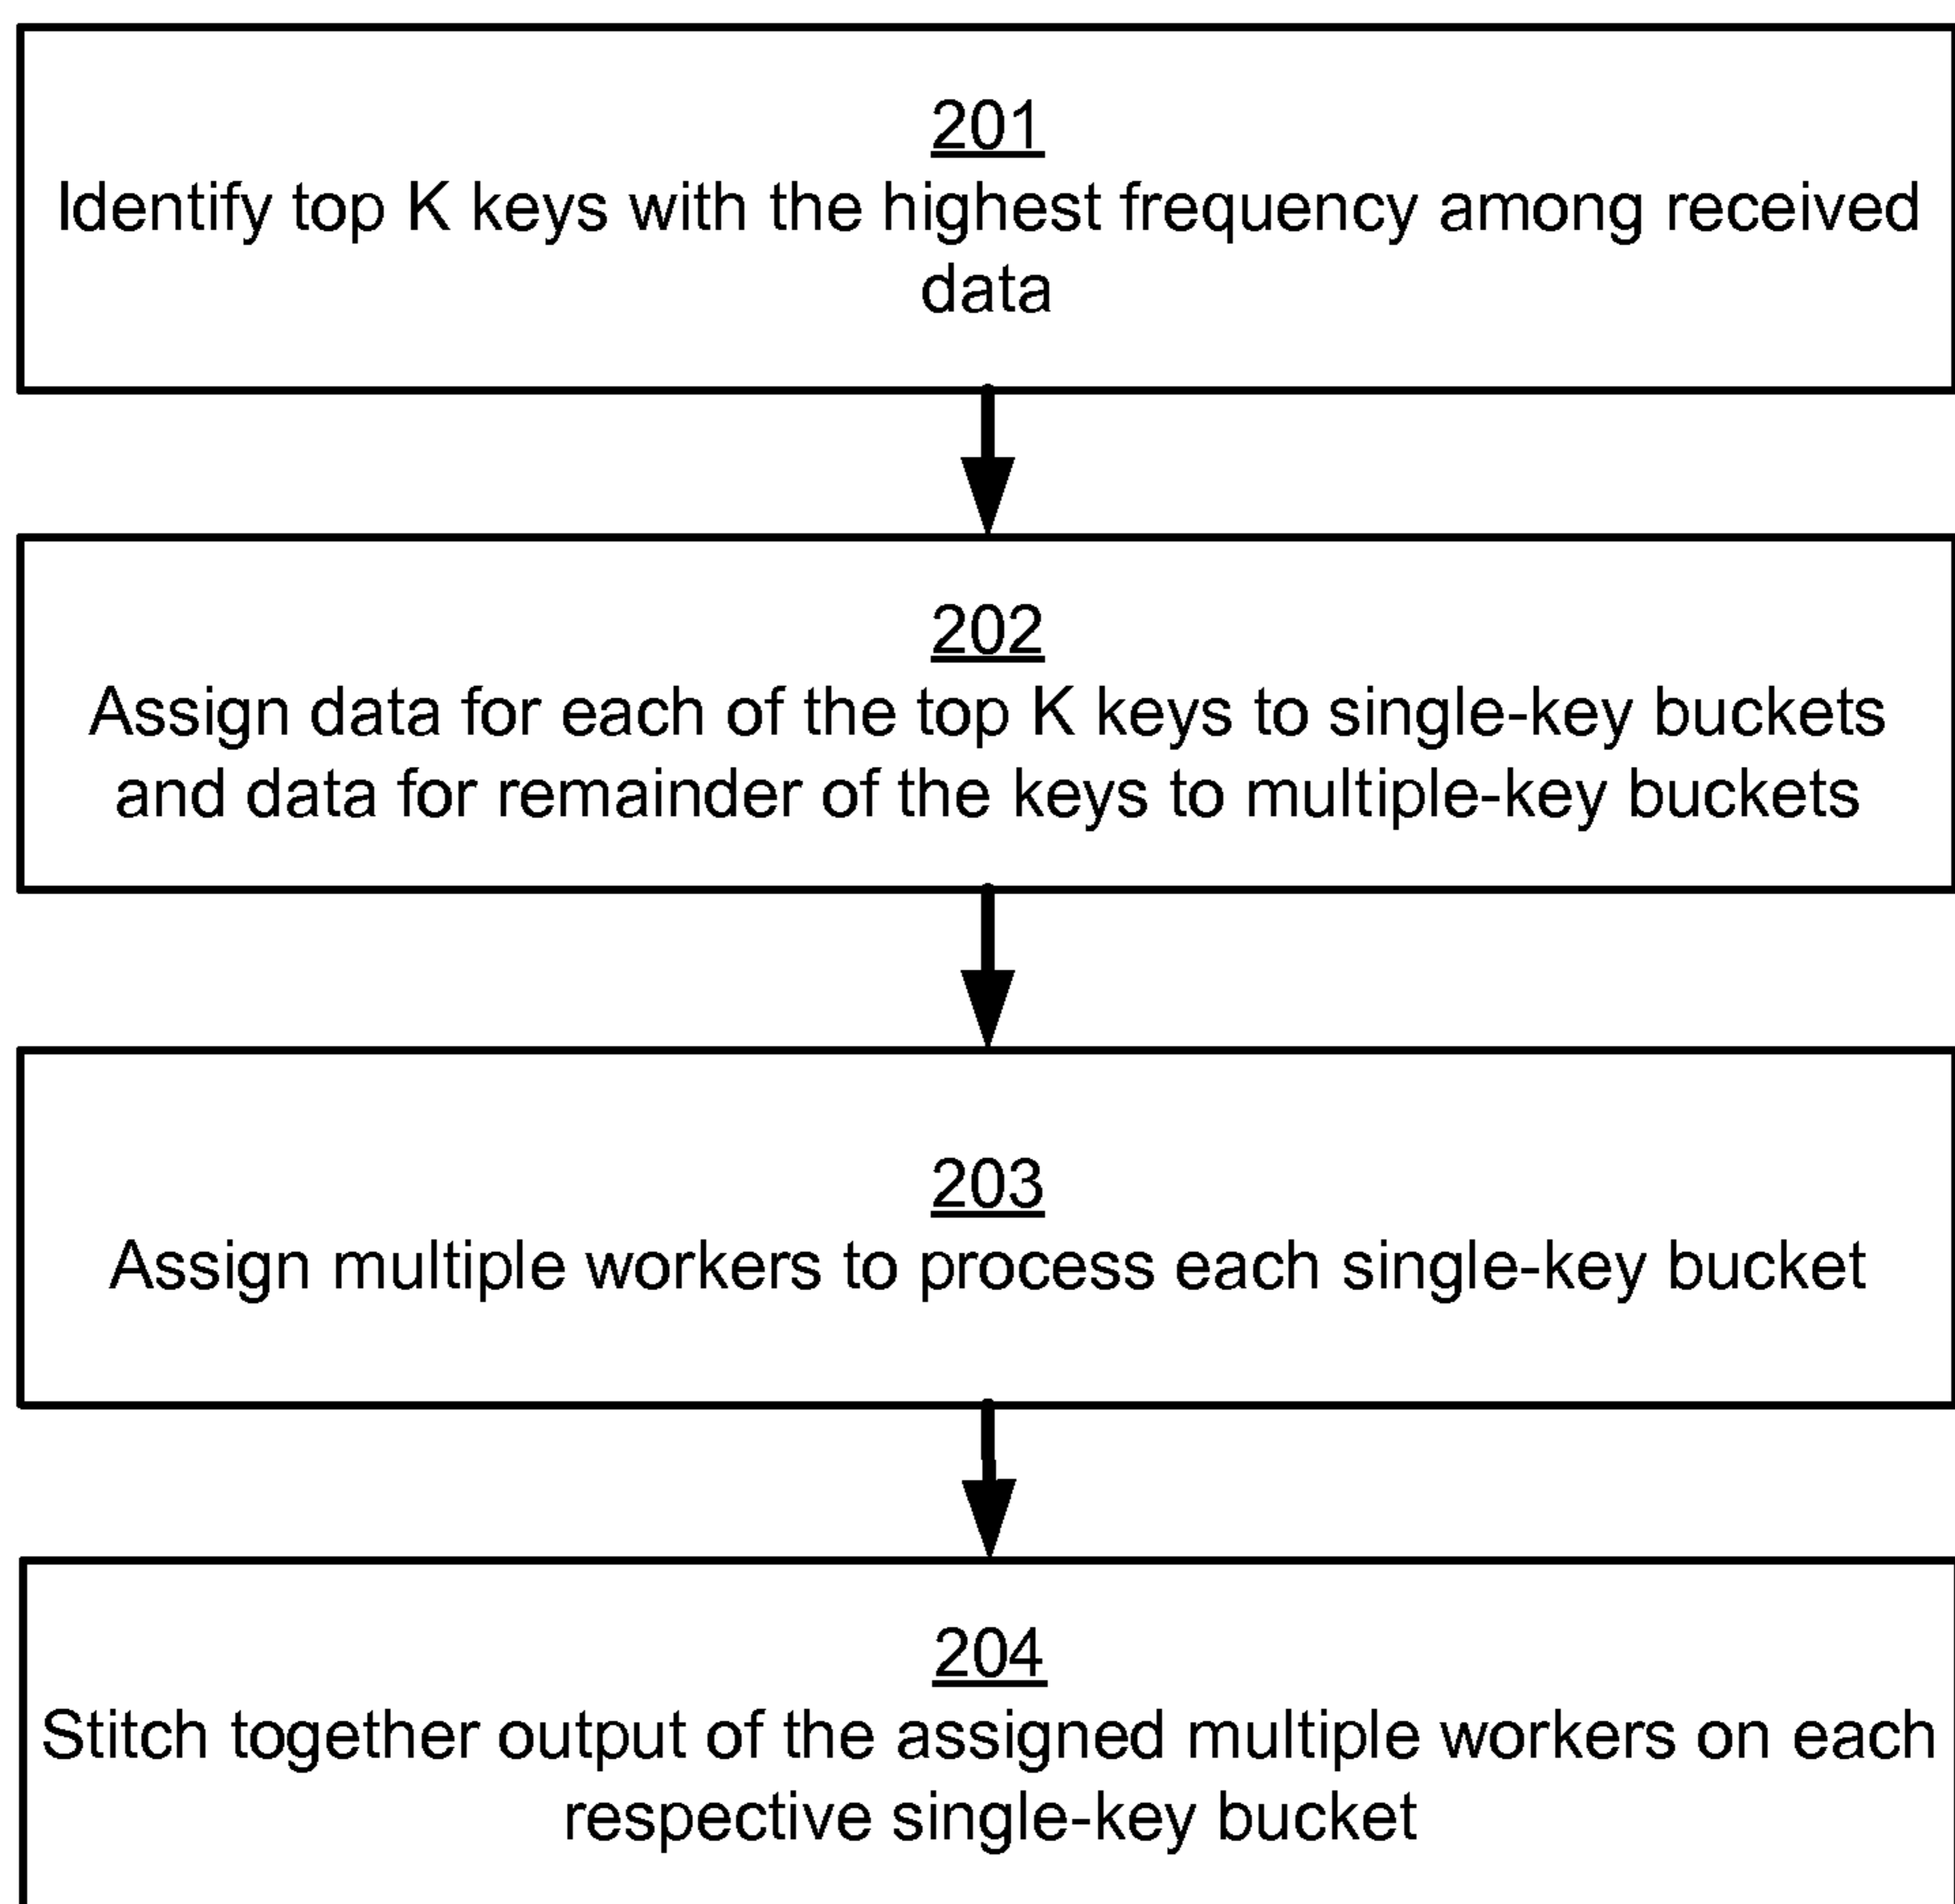 201
Identify top K keys with the highest frequency among received
data
202
Assign data for each of the top K keys to single-key buckets
and data for remainder of the keys to multiple-key buckets
203
Assign multiple workers to process each single-key bucket
204
Stitch together output of the assigned multiple workers on each
respective single-key bucket